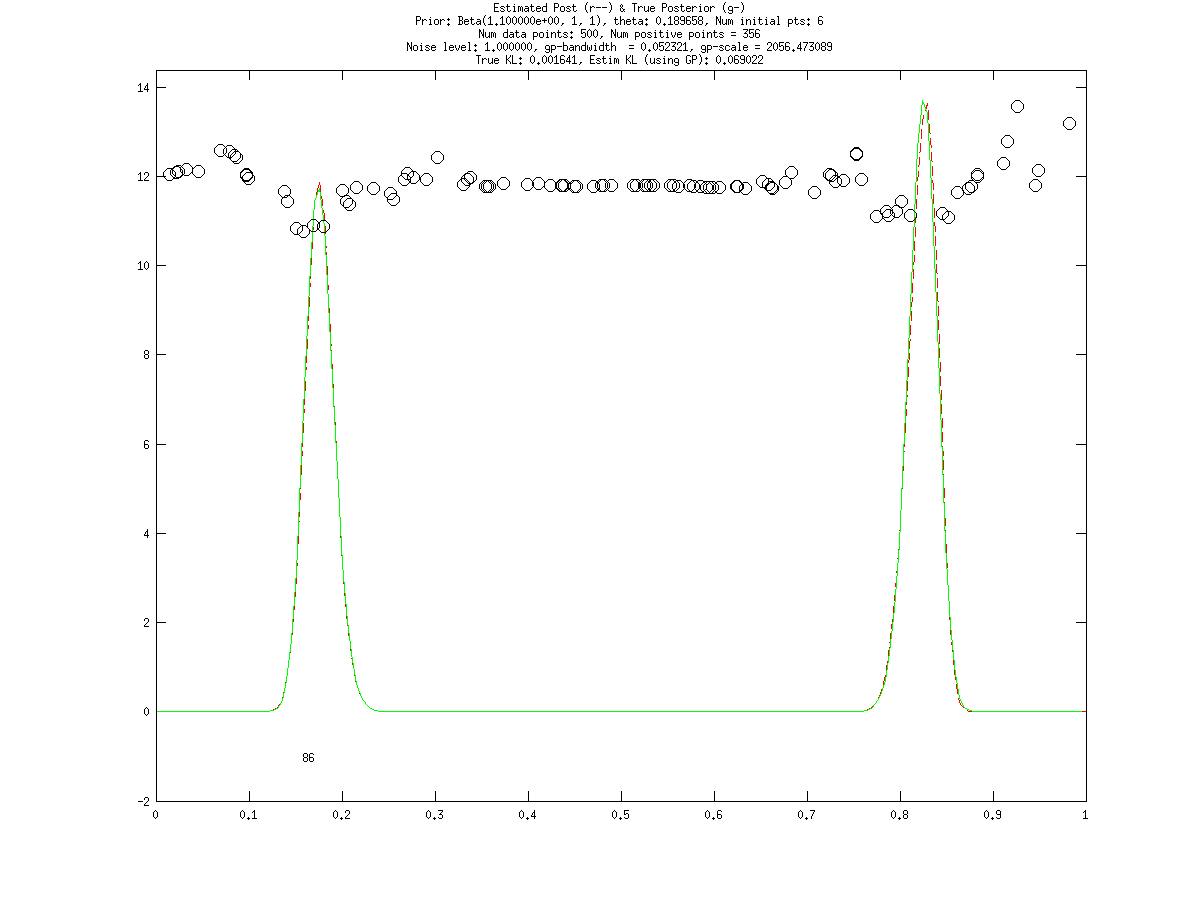 Estimated Post (r--) & True Posterior (g-)
Prior: Beta(1.100000e+00, 1, 1), theta: 0.189658, Num initial pts: 6
Num data points: 500, Num positive points = 356
Noise level: 1.000000, gp-bandwidth  = 0.052321, gp-scale = 2056.473089
True KL: 0.001641, Estim KL (using GP): 0.069022
14
12
10
8
6
4
2
0
86
-2
0 0.1 0.2 0.3 0.4 0.5 0.6 0.7 0.8 0.9 1